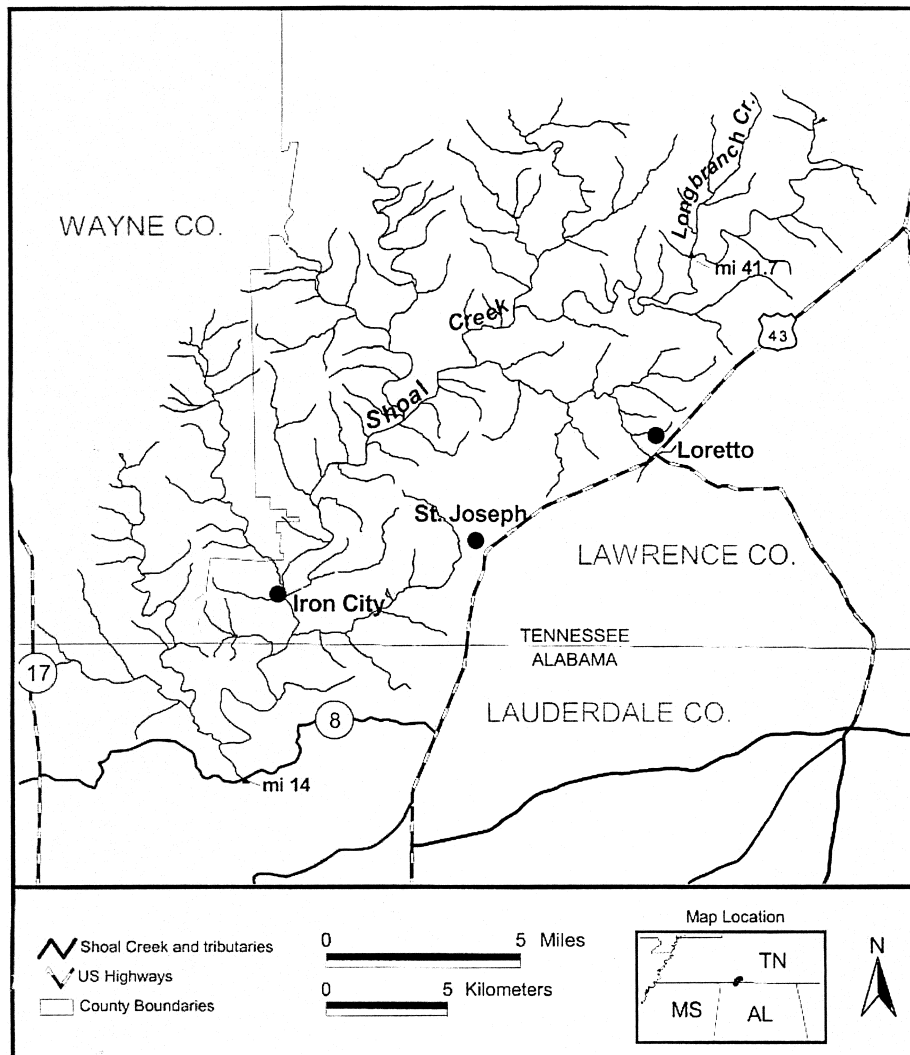 Longbranch Cr.
WAYNE CO.
mi 41.7
Creek
43
Shoal
Loretto
St. Joseph
LAWRENCE CO.
Iron City
TENNESSEE
ALABAMA
17
8
LAUDERDALE CO.
mi 14
Map Location
Shoal Creek and tributaries
0 5 Miles
N
TN
US Highways
0 5 Kilometers
County Boundaries
MS AL